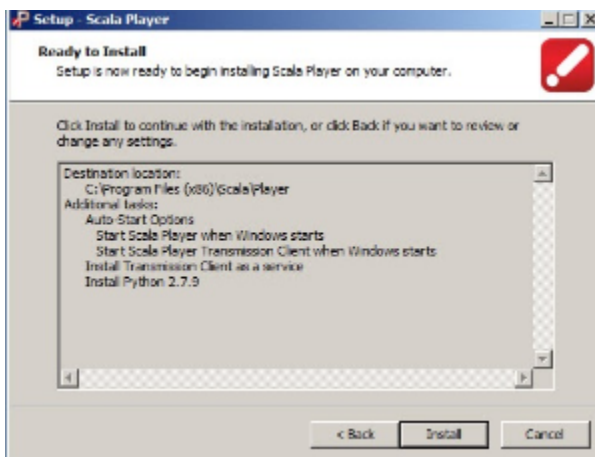 Setup - Scala Player
Ready to Install
Setup is now ready to begin installing Scala Player on your computer.
Click Install to continue with the installation, or click Back if you want to review or
change any settings.
Destination location:
C:\Program Files (x86)\Scala\Player
Additional tasks:
Auto-Start Options
Start Scala Player when Windows starts
Start Scala Player Transmission Client when Windows starts
Install Transmission Client as a service
Install Python 2.7.9
< Back
Install
Cancel